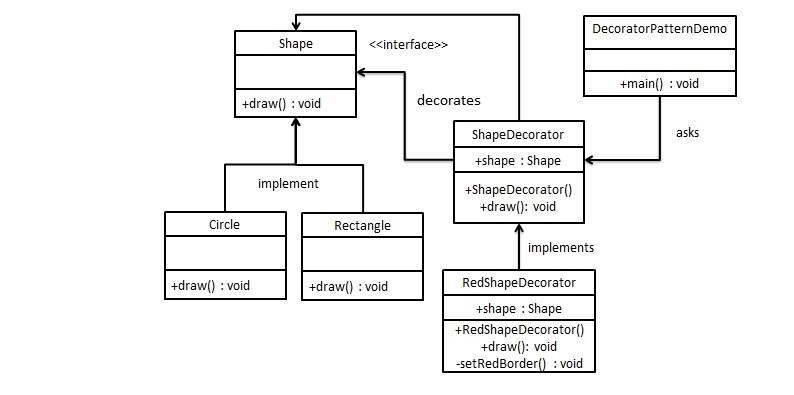 Shape
<<interface>>
+draw() : void
DecoratorPatternDemo
+main() : void
decorates
asks
ShapeDecorator
+shape : Shape
+ShapeDecorator()
+draw(): void
implement
Circle
+draw() : void
Rectangle
+draw() : void
implements
RedShapeDecorator
+shape : Shape
+RedShapeDecorator()
+draw(): void
-setRedBorder() : void